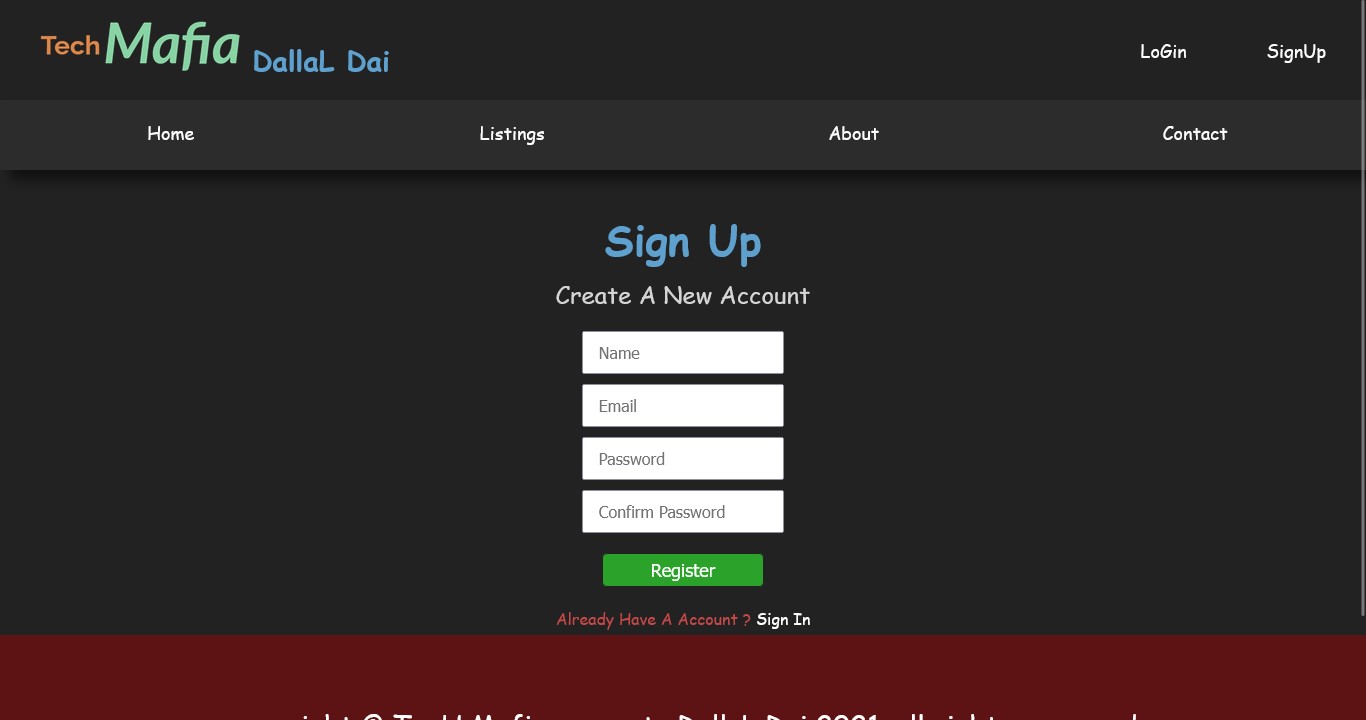 Tech Mafia DallaL Dai LoGin SignUp
Home Listings About Contact
Sign Up
Create A New Account
Name
Email
Password
Confirm Password
Register
Already Have A Account ? Sign In